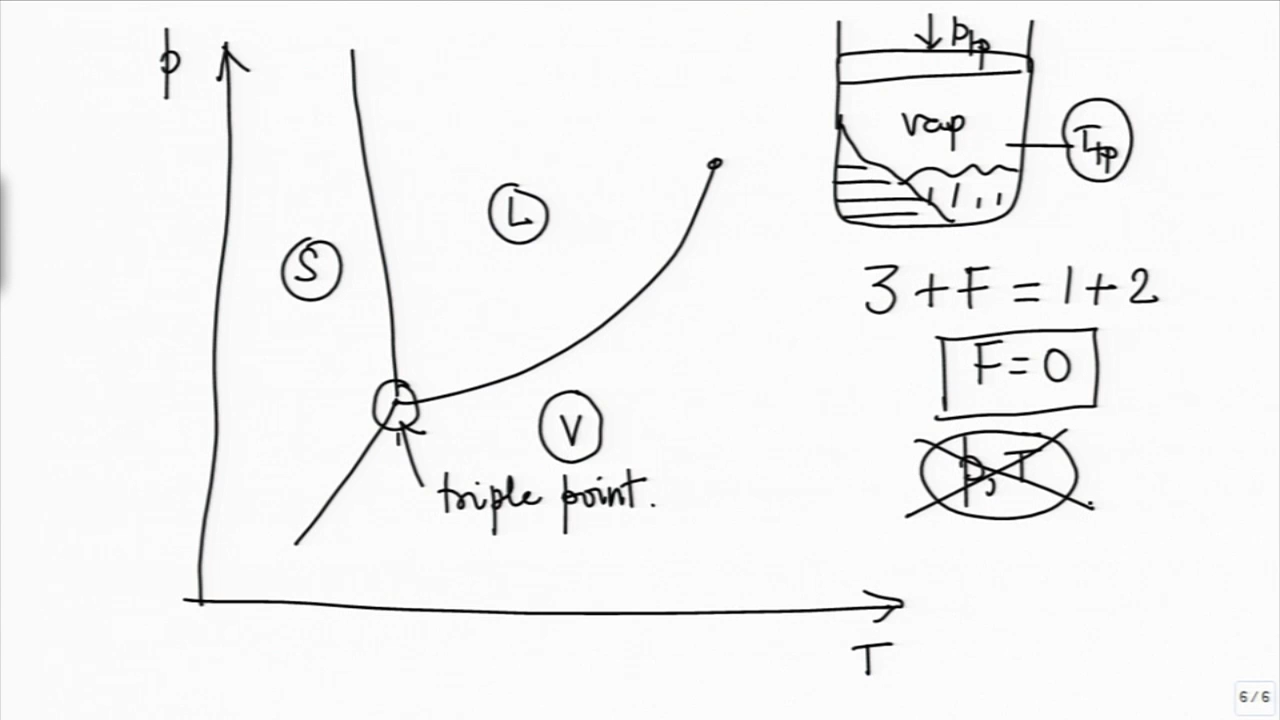 p
S
L
V
triple point.
T
p_tp
vap
T_tp
3 + F = 1 + 2
F = 0
p, T
6/6